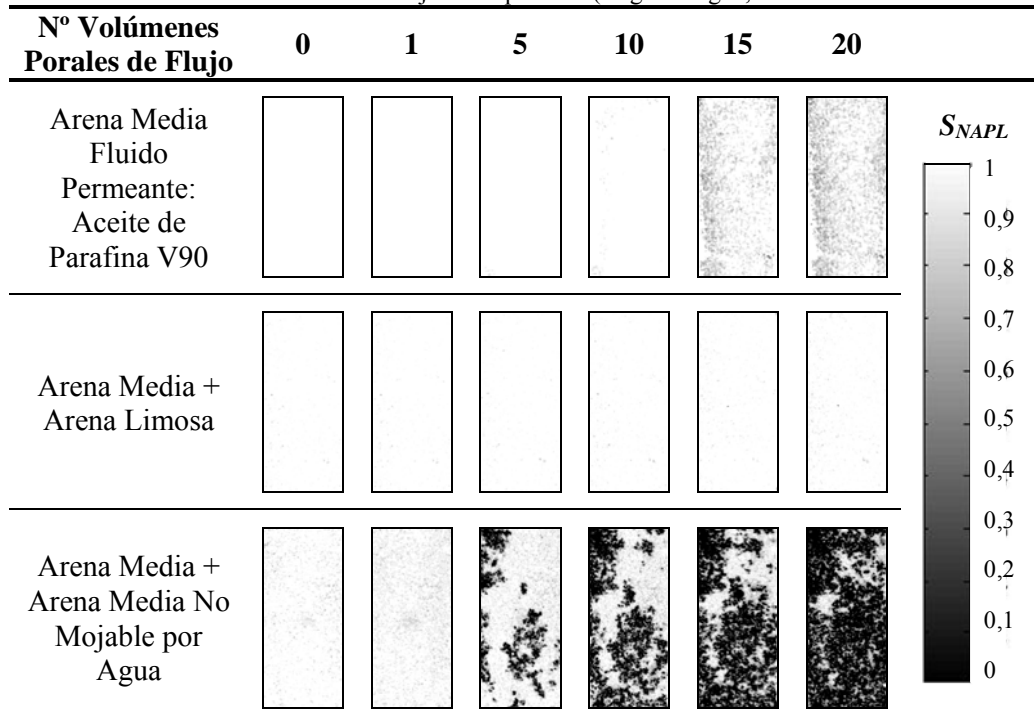 Nº Volúmenes
Porales de Flujo
0 1 5 10 15 20
Arena Media
Fluido
Permeante:
Aceite de
Parafina V90
Arena Media +
Arena Limosa
Arena Media +
Arena Media No
Mojable por
Agua
S_NAPL
1
0,9
0,8
0,7
0,6
0,5
0,4
0,3
0,2
0,1
0